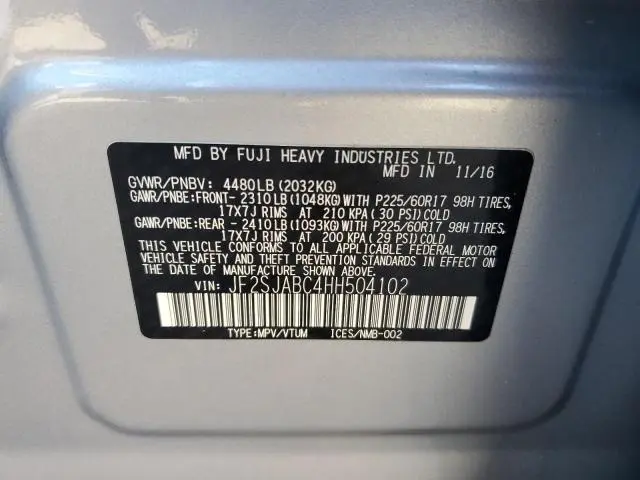 MFD BY FUJI HEAVY INDUSTRIES LTD.
MFD IN 11/16
GVWR/PNBV: 4480LB(2032KG)
GAWR/PNBE:FRONT-2310LB(1048KG)WITH P225/60R17 98H TIRES,
17X7J RIMS AT 210 KPA(30 PSI)COLD
GAWR/PNBE:REAR -2410LB(1093KG)WITH P225/60R17 98H TIRES,
17X7J RIMS AT 200 KPA(29 PSI)COLD
THIS VEHICLE CONFORMS TO ALL APPLICABLE FEDERAL MOTOR
VEHICLE SAFETY BUMPER, AND THEFT PREVENTION STANDARDS
IN EFFECT ON THE DATE OF MANUFACTURE SHOWN ABOVE.
VIN: JF2SJABC4HH504102
TYPE:MPV/VTUM ICES/NMB-002